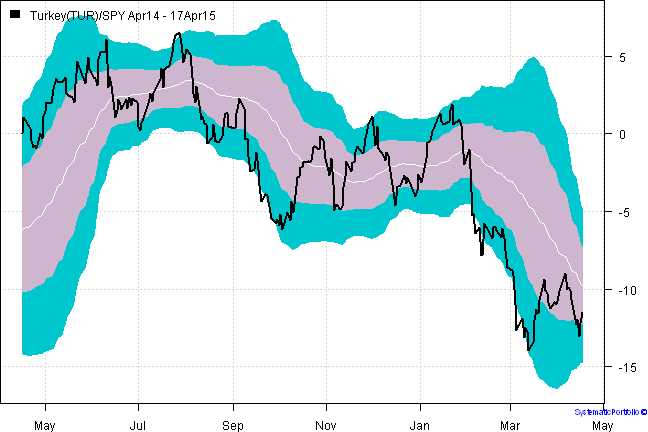 Turkey(TUR)/SPY Apr14 - 17Apr15
5
0
-5
-10
-15
May Jul Sep Nov Jan Mar May
SystematicPortfolio ©